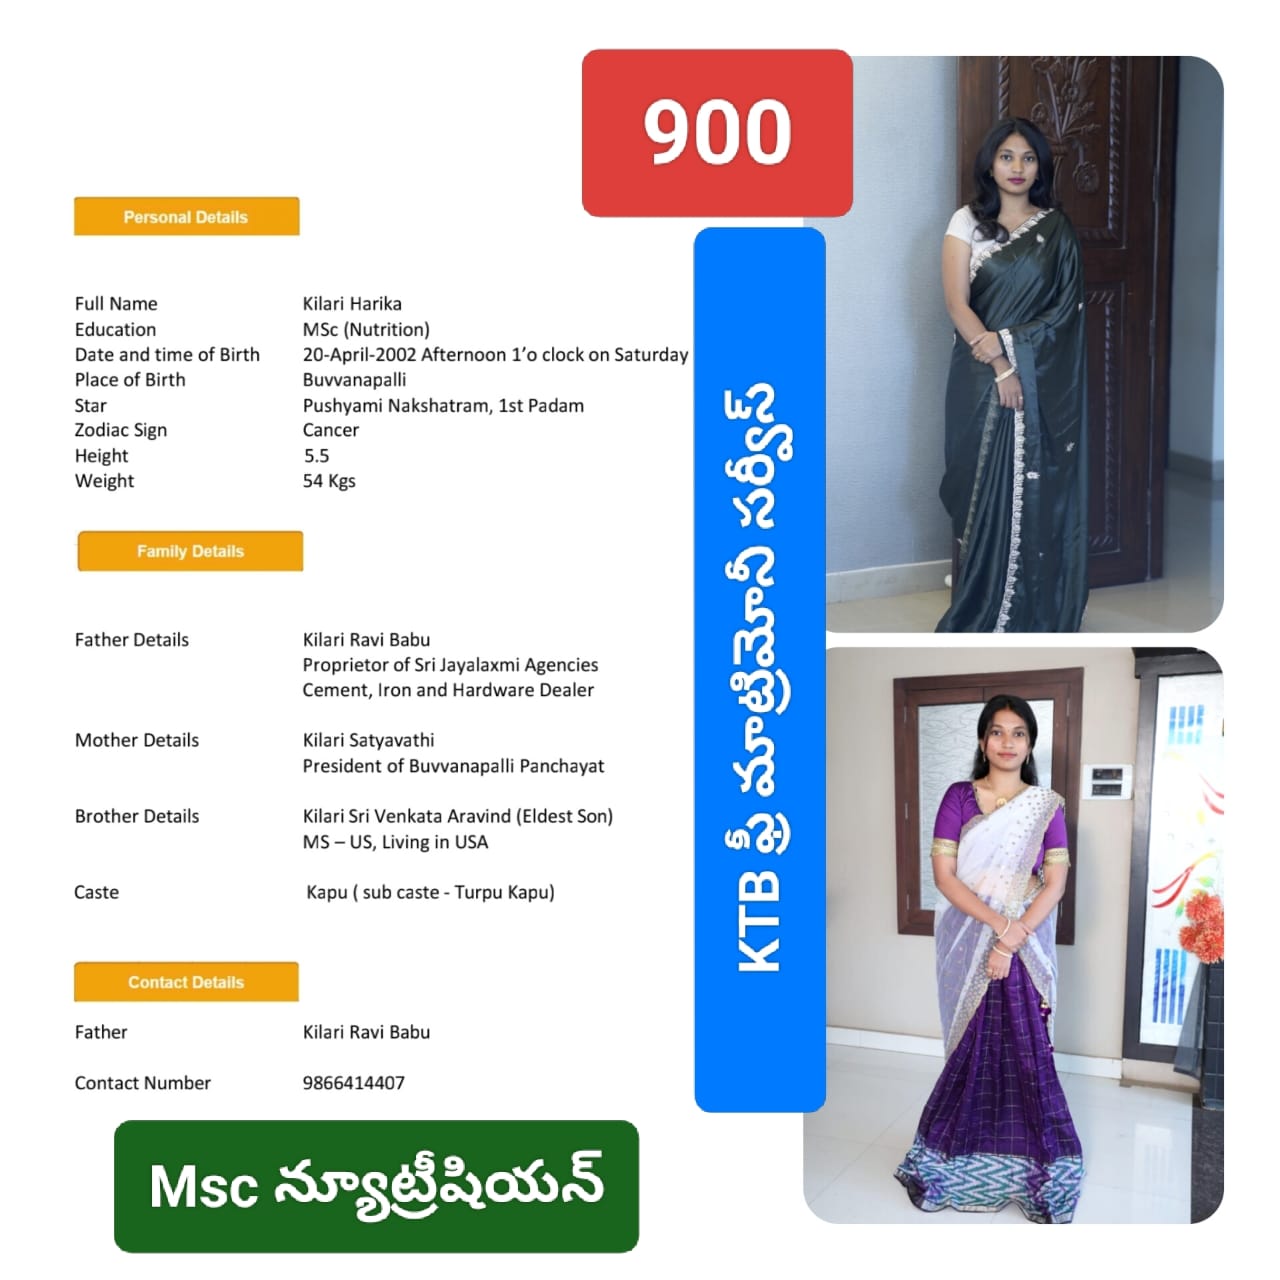 900
Personal Details
Full Name Kilari Harika
Education MSc (Nutrition)
Date and time of Birth 20-April-2002 Afternoon 1’o clock on Saturday
Place of Birth Buvvanapalli
Star Pushyami Nakshatram, 1st Padam
Zodiac Sign Cancer
Height 5.5
Weight 54 Kgs
Family Details
Father Details Kilari Ravi Babu
Proprietor of Sri Jayalaxmi Agencies
Cement, Iron and Hardware Dealer
Mother Details Kilari Satyavathi
President of Buvvanapalli Panchayat
Brother Details Kilari Sri Venkata Aravind (Eldest Son)
MS – US, Living in USA
Caste Kapu ( sub caste - Turpu Kapu)
Contact Details
Father Kilari Ravi Babu
Contact Number 9866414407
KTB ఫ్రీ మాట్రిమోనీ సర్వీస్
Msc న్యూట్రీషియన్